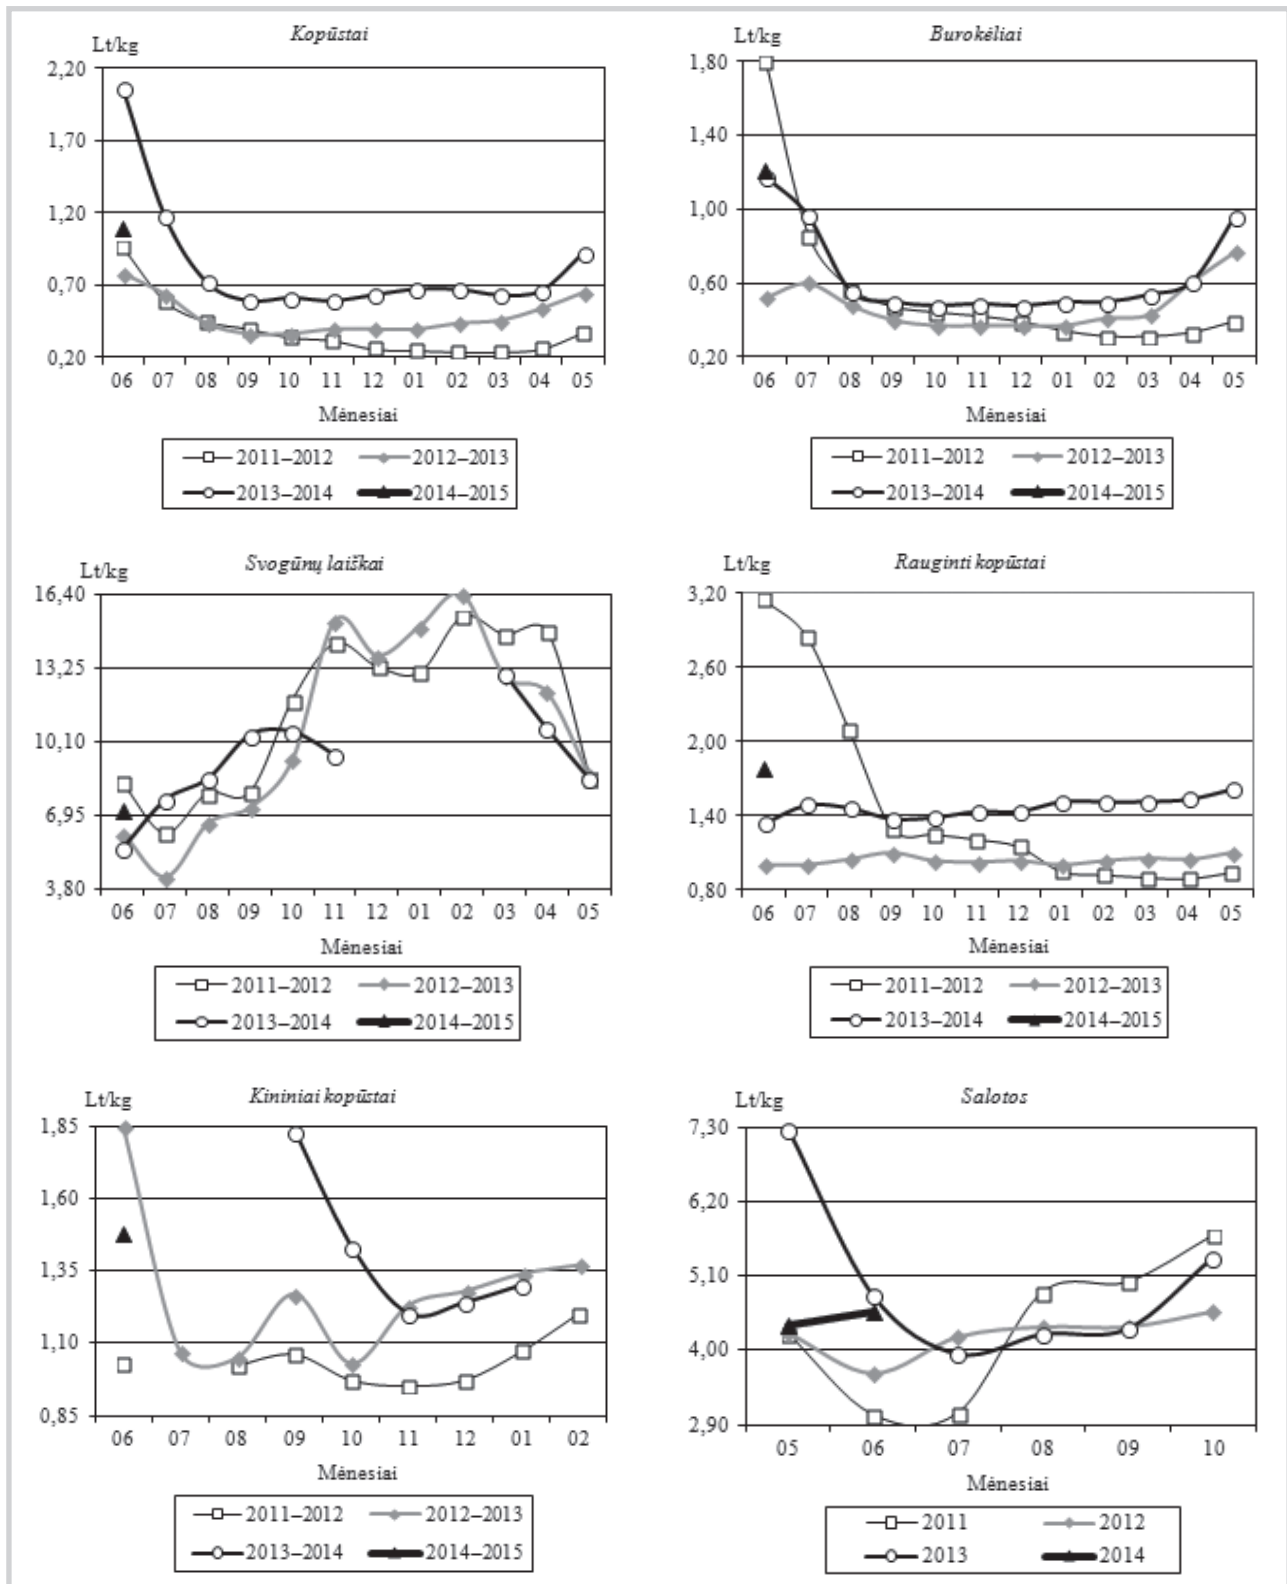 Kopūstai
Lt/kg
2,20
1,70
1,20
0,70
0,20
06 07 08 09 10 11 12 01 02 03 04 05
Mėnesiai
2011–2012 2012–2013
2013–2014 2014–2015
Burokėliai
Lt/kg
1,80
1,40
1,00
0,60
0,20
06 07 08 09 10 11 12 01 02 03 04 05
Mėnesiai
2011–2012 2012–2013
2013–2014 2014–2015
Svogūnų laiškai
Lt/kg
16,40
13,25
10,10
6,95
3,80
06 07 08 09 10 11 12 01 02 03 04 05
Mėnesiai
2011–2012 2012–2013
2013–2014 2014–2015
Rauginti kopūstai
Lt/kg
3,20
2,60
2,00
1,40
0,80
06 07 08 09 10 11 12 01 02 03 04 05
Mėnesiai
2011–2012 2012–2013
2013–2014 2014–2015
Kininiai kopūstai
Lt/kg
1,85
1,60
1,35
1,10
0,85
06 07 08 09 10 11 12 01 02
Mėnesiai
2011–2012 2012–2013
2013–2014 2014–2015
Salotos
Lt/kg
7,30
6,20
5,10
4,00
2,90
05 06 07 08 09 10
Mėnesiai
2011 2012
2013 2014